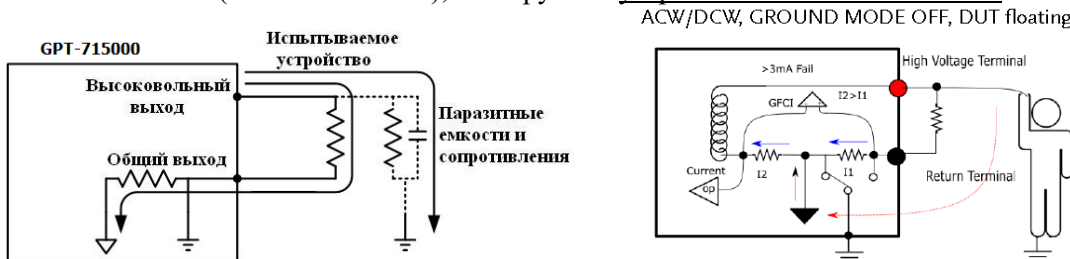 ACW/DCW, GROUND MODE OFF, DUT floating
GPT-715000
Испытываемое
устройство
Высоковольный
выход
Общий выход
Паразитные
емкости и
сопротивления
>3mA Fail
High Voltage Terminal
GFCI
I2>I1
Current
op
I2
I1
Return Terminal